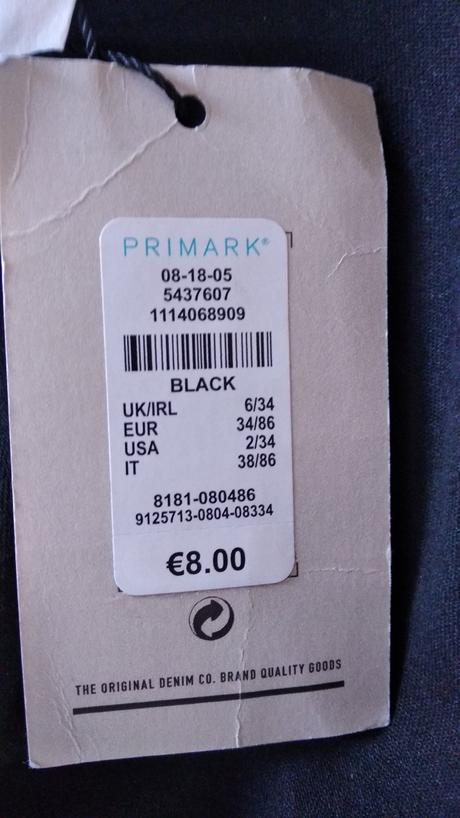 PRIMARK®
08-18-05
5437607
1114068909
BLACK
UK/IRL 6/34
EUR 34/86
USA 2/34
IT 38/86
8181-080486
9125713-0804-08334
€8.00
THE ORIGINAL DENIM CO. BRAND QUALITY GOODS